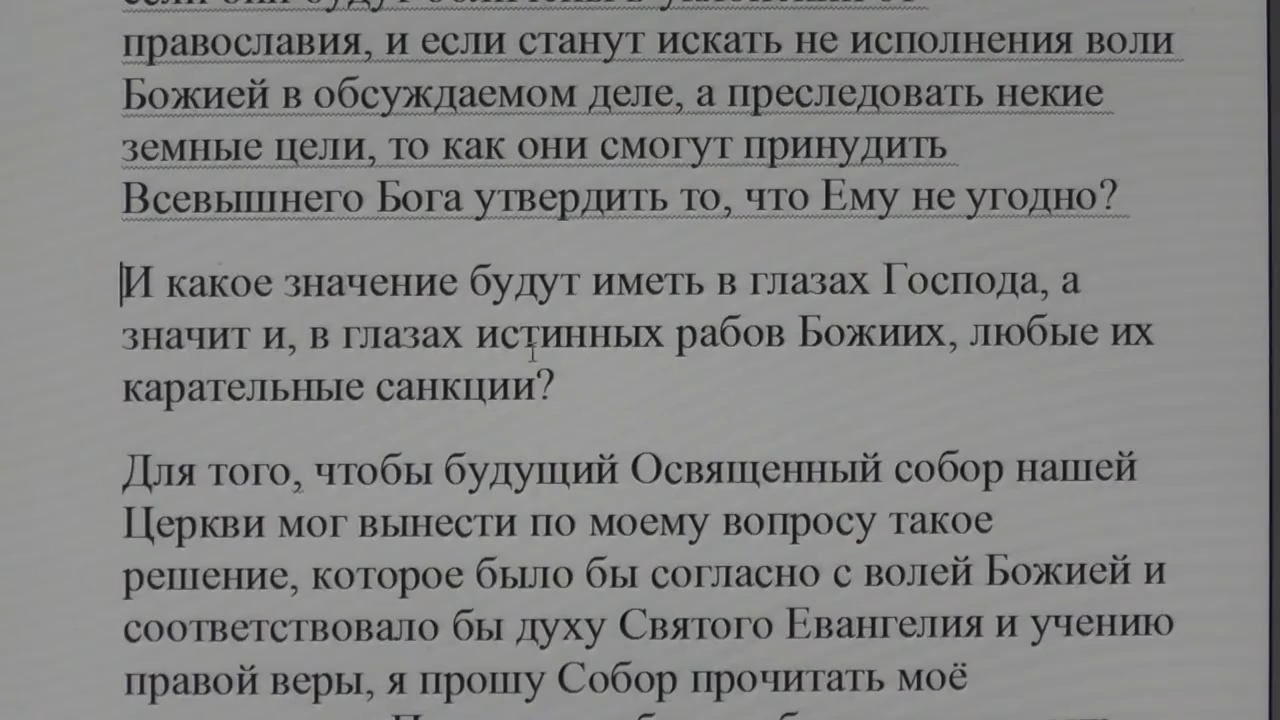 православия, и если станут искать не исполнения воли
Божией в обсуждаемом деле, а преследовать некие
земные цели, то как они смогут принудить
Всевышнего Бога утвердить то, что Ему не угодно?
И какое значение будут иметь в глазах Господа, а
значит и, в глазах истинных рабов Божиих, любые их
карательные санкции?
Для того, чтобы будущий Освященный собор нашей
Церкви мог вынести по моему вопросу такое
решение, которое было бы согласно с волей Божией и
соответствовало бы духу Святого Евангелия и учению
правой веры, я прошу Собор прочитать моё